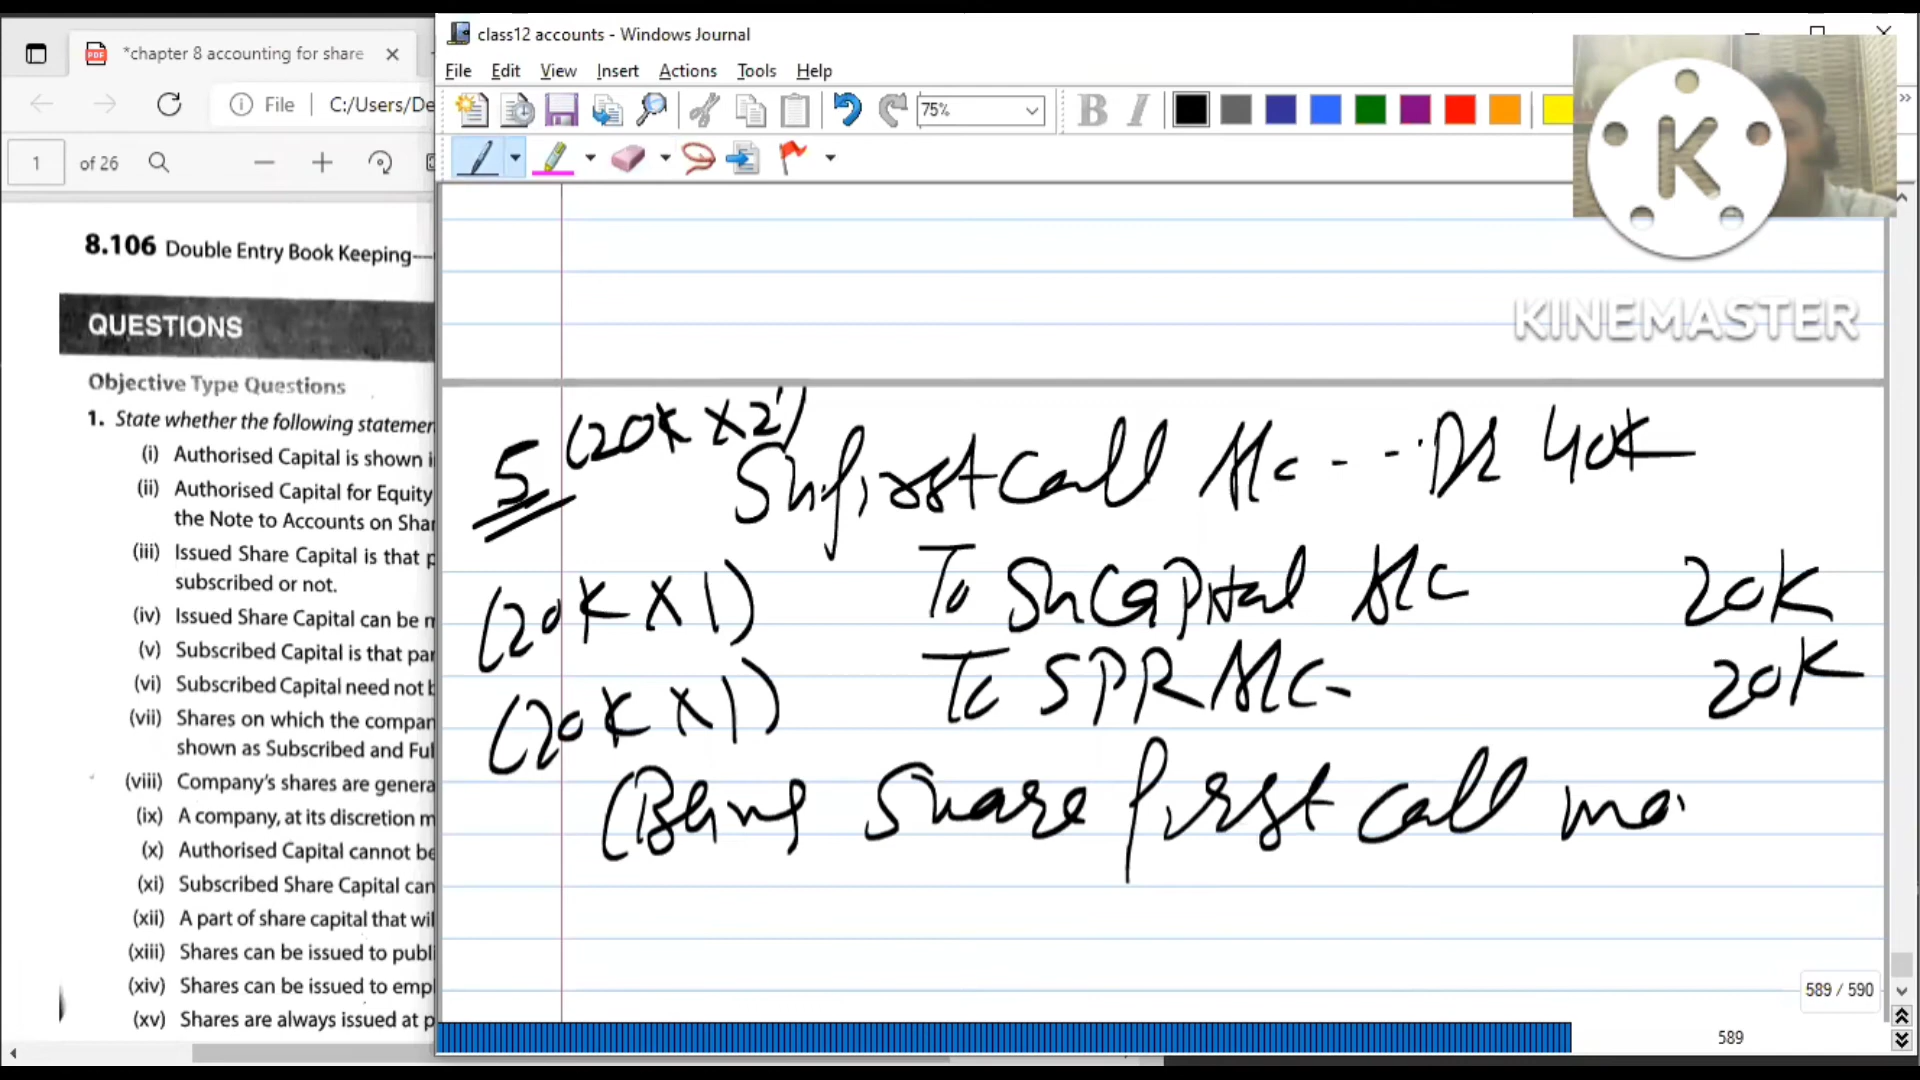 *chapter 8 accounting for share
File
C:/Users/De
1 of 26
8.106 Double Entry Book Keeping—
QUESTIONS
Objective Type Questions
1. State whether the following statemen
(i) Authorised Capital is shown i
(ii) Authorised Capital for Equity
the Note to Accounts on Shar
(iii) Issued Share Capital is that p
subscribed or not.
(iv) Issued Share Capital can be
(v) Subscribed Capital is that par
(vi) Subscribed Capital need not b
(vii) Shares on which the compan
shown as Subscribed and Ful
(viii) Company's shares are genera
(ix) A company, at its discretion m
(x) Authorised Capital cannot be
(xi) Subscribed Share Capital can
(xii) A part of share capital that wil
(xiii) Shares can be issued to publi
(xiv) Shares can be issued to empl
(xv) Shares are always issued at p
class12 accounts - Windows Journal
File Edit View Insert Actions Tools Help
75%
B I
K
KINEMASTER
5 (20K X2) Sh first call A/c - - . DR 40K
(20K X 1) To Sh Capital A/c 20K
(20K X 1) To SPR A/c - 20K
(Being Share first call mo
589 / 590
589